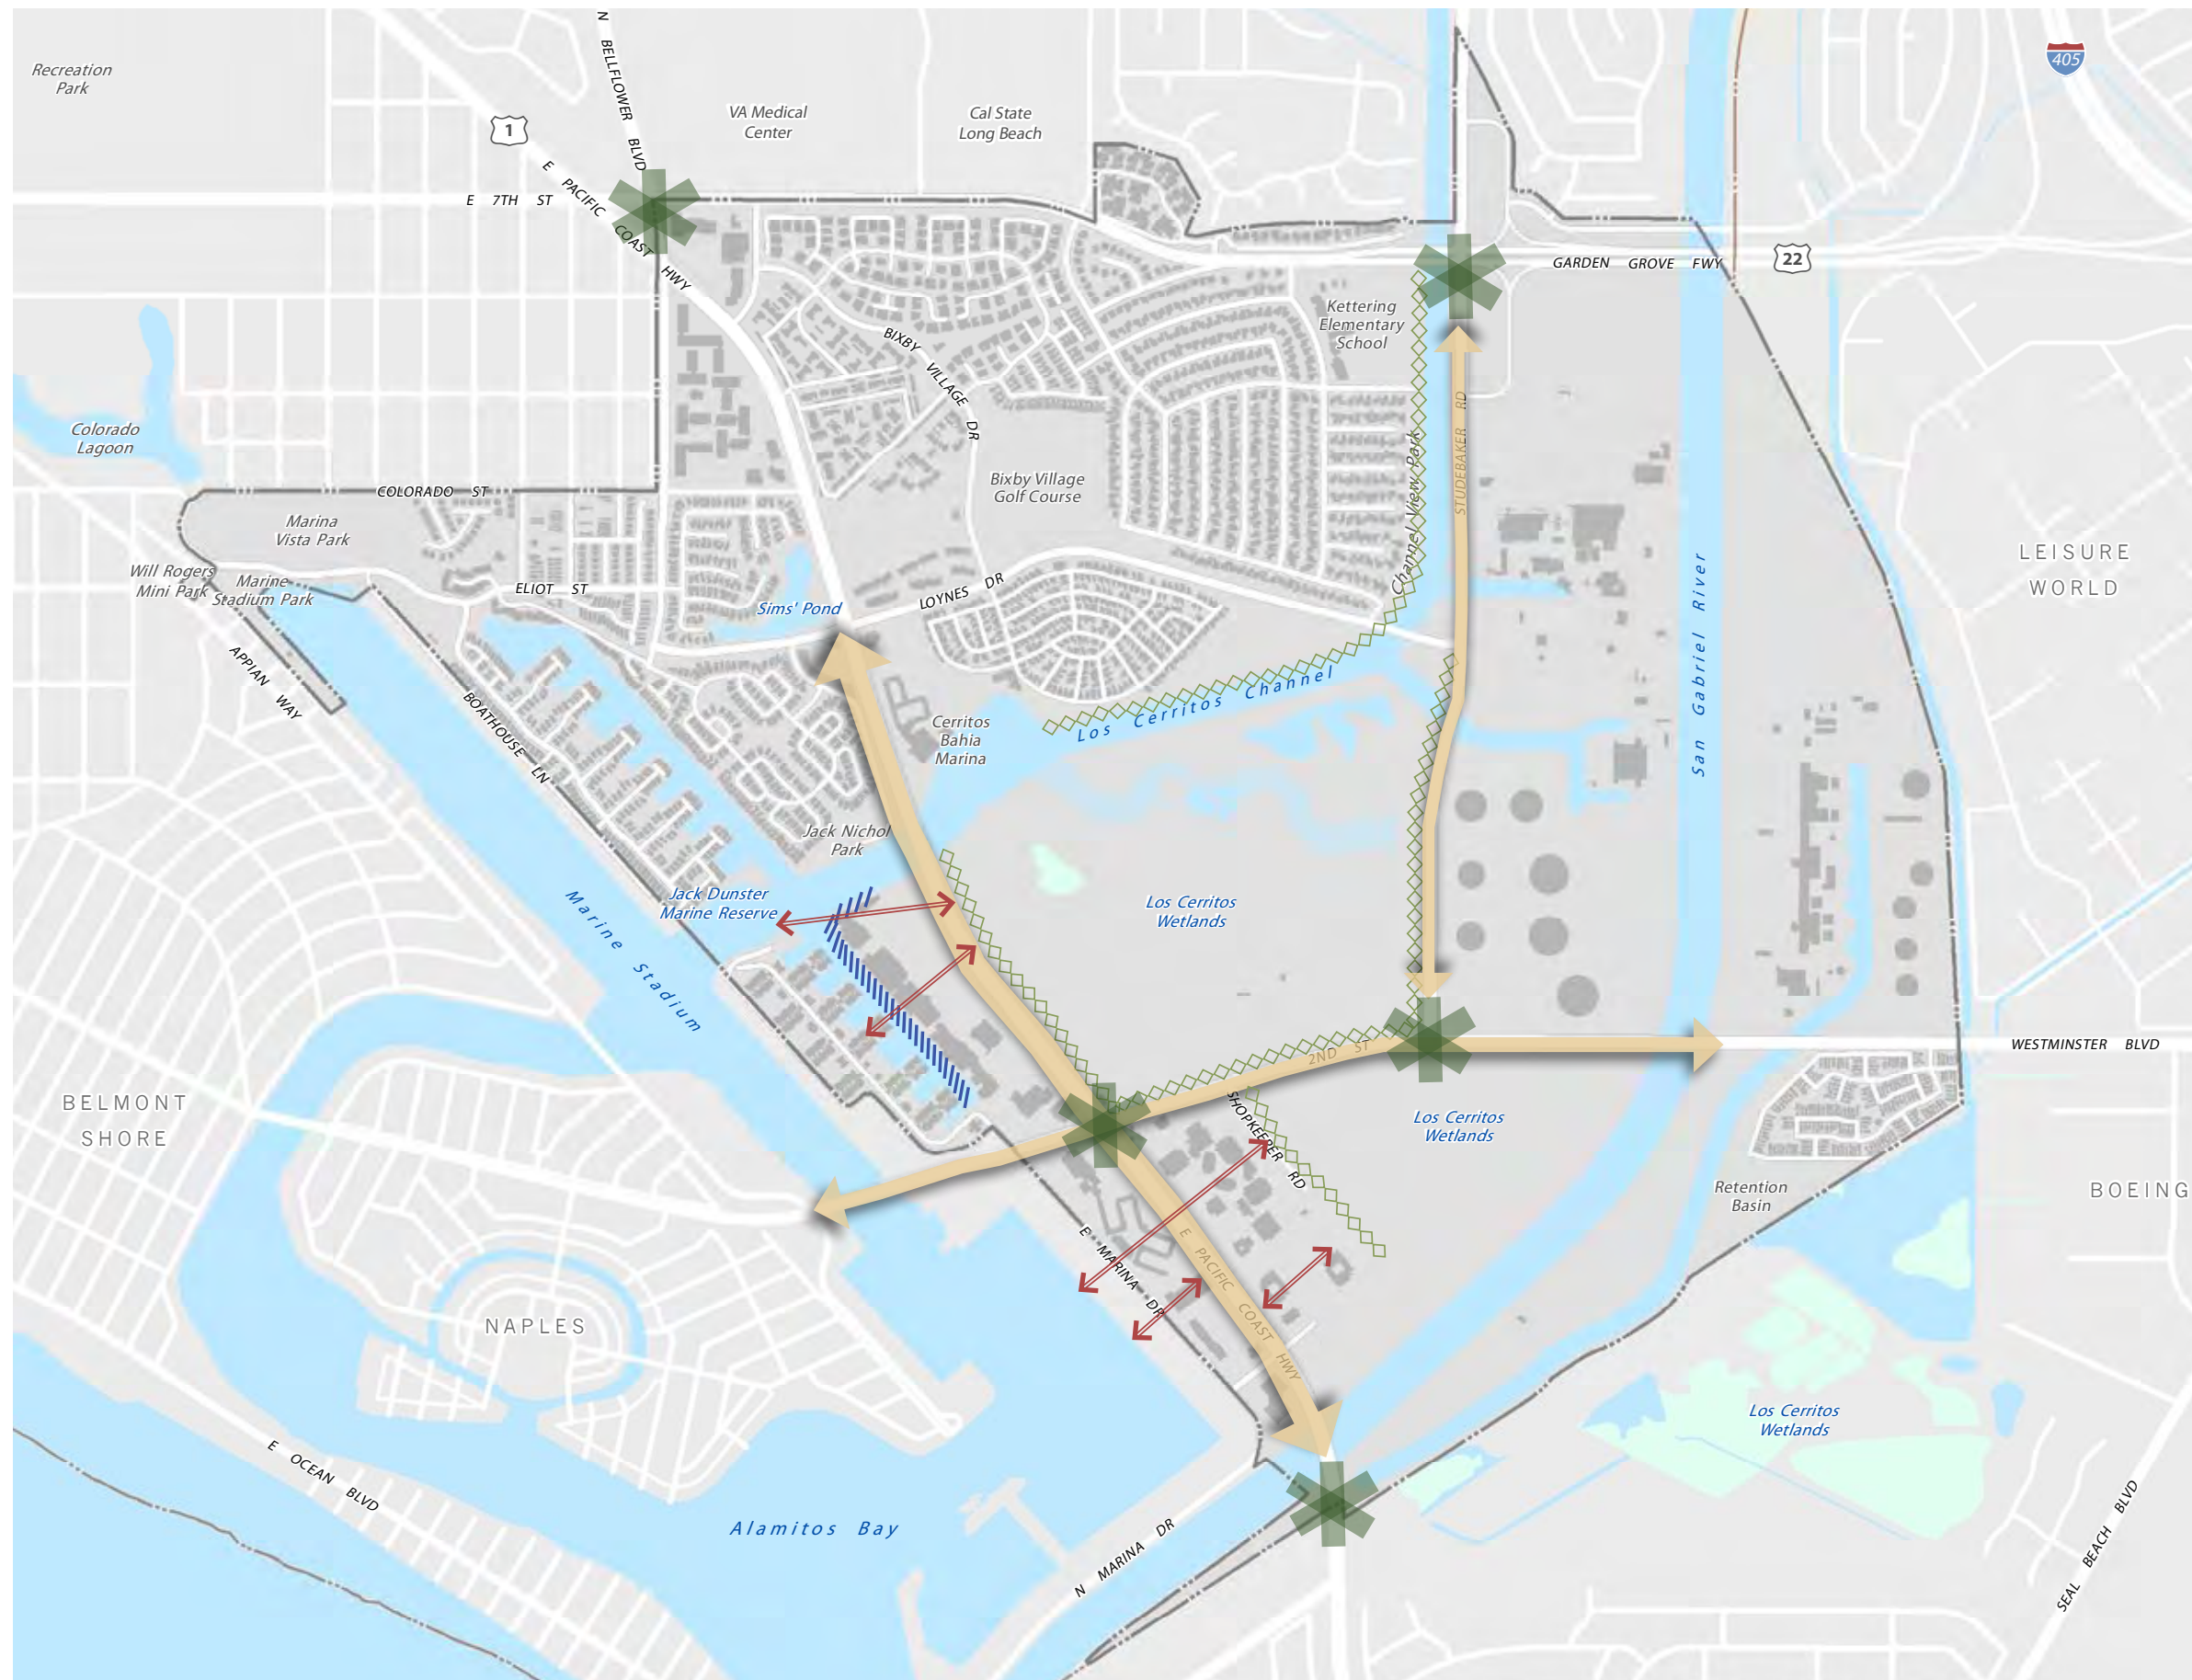 N BELLFLOWER BLVD
Recreation
Park
405
1
VA Medical
Center
Cal State
Long Beach
E PACIFIC COAST HWY
E 7TH ST
GARDEN GROVE FWY
22
Kettering
Elementary
School
BIXBY VILLAGE DR
STUDEBAKER RD
Colorado
Lagoon
COLORADO ST
Bixby Village
Golf Course
Channel View Park
Marina
Vista Park
LEISURE
WORLD
Will Rogers
Mini Park
Marine
Stadium Park
ELIOT ST
LOYNES DR
Sims' Pond
San Gabriel River
APPIAN WAY
BOATHOUSE LN
Los Cerritos Channel
Cerritos
Bahia
Marina
Jack Nichol
Park
Jack Dunster
Marine Reserve
Los Cerritos
Wetlands
Marine Stadium
2ND ST
WESTMINSTER BLVD
BELMONT
SHORE
SHOPKEEPER RD
Los Cerritos
Wetlands
Retention
Basin
BOEING
E MARINA DR
E PACIFIC COAST HWY
NAPLES
Los Cerritos
Wetlands
E OCEAN BLVD
Alamitos Bay
N MARINA DR
SEAL BEACH BLVD